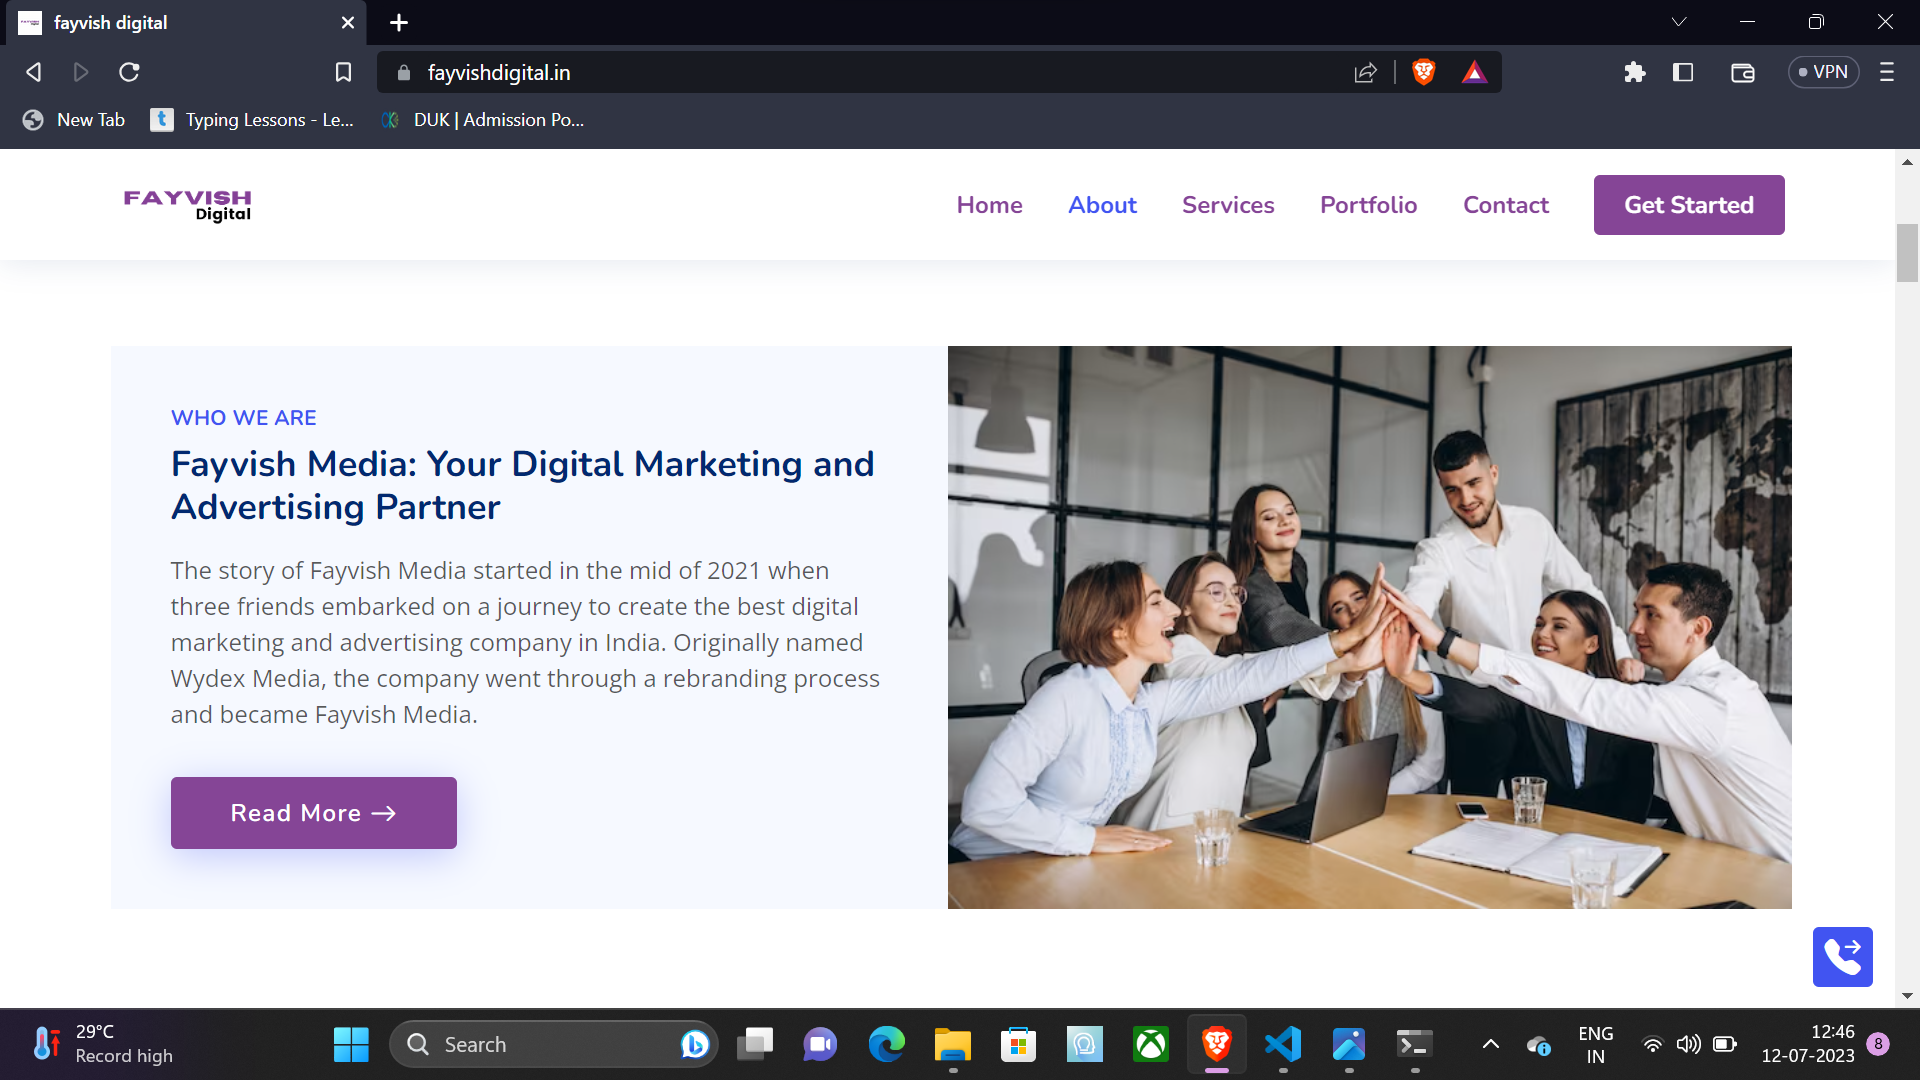 fayvish digital
fayvishdigital.in
VPN
New Tab
Typing Lessons - Le...
DUK | Admission Po...
FAYVISH
Digital
Home
About
Services
Portfolio
Contact
Get Started
WHO WE ARE
Fayvish Media: Your Digital Marketing and
Advertising Partner
The story of Fayvish Media started in the mid of 2021 when
three friends embarked on a journey to create the best digital
marketing and advertising company in India. Originally named
Wydex Media, the company went through a rebranding process
and became Fayvish Media.
Read More →
29°C
Record high
Search
ENG
IN
12:46
12-07-2023
8